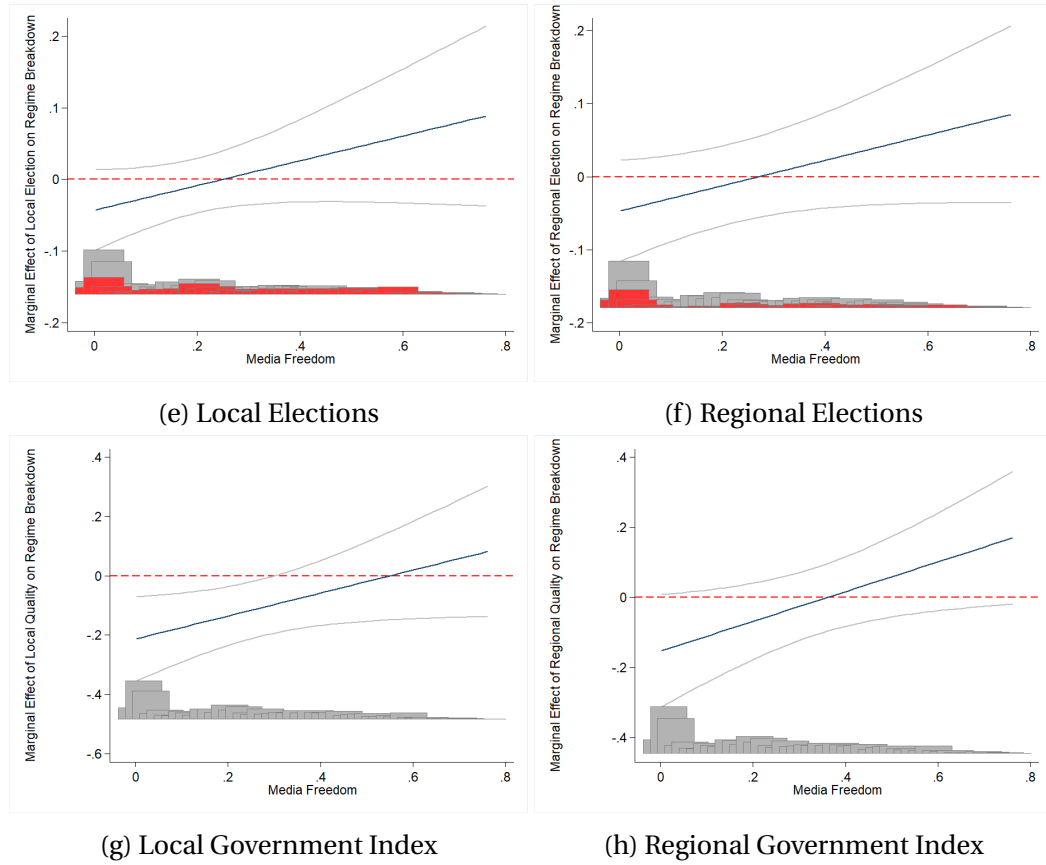 Marginal Effect of Local Election on Regime Breakdown
.2
.1
0
-.1
-.2
0 .2 .4 .6 .8
Media Freedom
(e) Local Elections
Marginal Effect of Regional Election on Regime Breakdown
.2
.1
0
-.1
-.2
0 .2 .4 .6 .8
Media Freedom
(f) Regional Elections
Marginal Effect of Local Quality on Regime Breakdown
.4
.2
0
-.2
-.4
-.6
0 .2 .4 .6 .8
Media Freedom
(g) Local Government Index
Marginal Effect of Regional Quality on Regime Breakdown
.4
.2
0
-.2
-.4
0 .2 .4 .6 .8
Media Freedom
(h) Regional Government Index